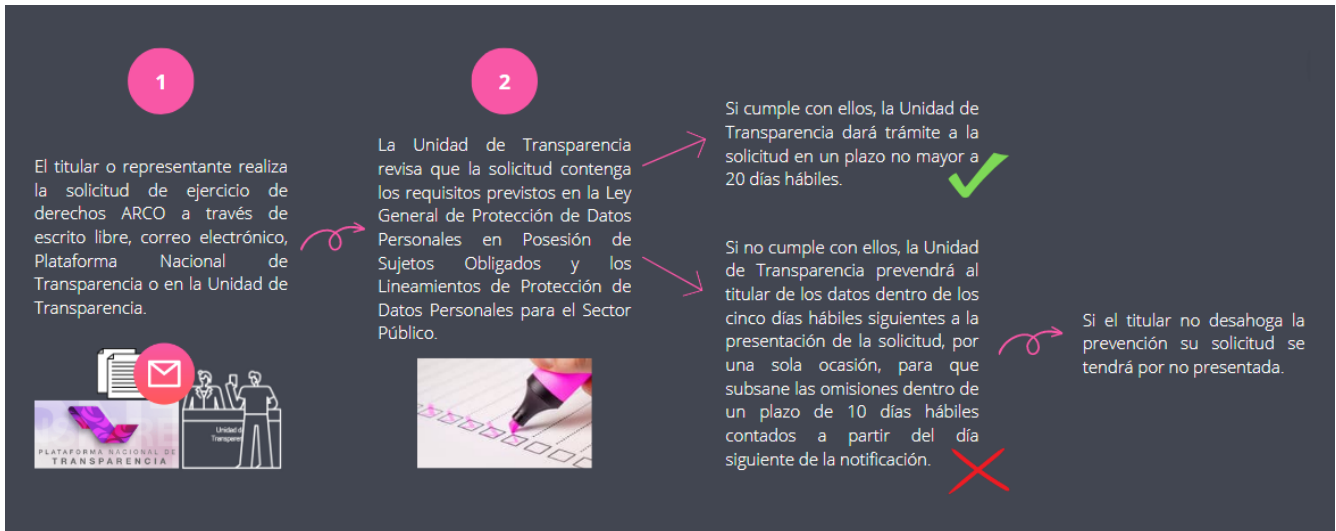 1
El titular o representante realiza
la solicitud de ejercicio de
derechos ARCO a través de
escrito libre, correo electrónico,
Plataforma Nacional de
Transparencia o en la Unidad de
Transparencia.
PLATAFORMA NACIONAL DE
TRANSPARENCIA
Unidad d
Transpare
2
La Unidad de Transparencia
revisa que la solicitud contenga
los requisitos previstos en la Ley
General de Protección de Datos
Personales en Posesión de
Sujetos Obligados y los
Lineamientos de Protección de
Datos Personales para el Sector
Público.
Si cumple con ellos, la Unidad de
Transparencia dará trámite a la
solicitud en un plazo no mayor a
20 días hábiles.
Si no cumple con ellos, la Unidad
de Transparencia prevendrá al
titular de los datos dentro de los
cinco días hábiles siguientes a la
presentación de la solicitud, por
una sola ocasión, para que
subsane las omisiones dentro de
un plazo de 10 días hábiles
contados a partir del día
siguiente de la notificación.
Si el titular no desahoga la
prevención su solicitud se
tendrá por no presentada.